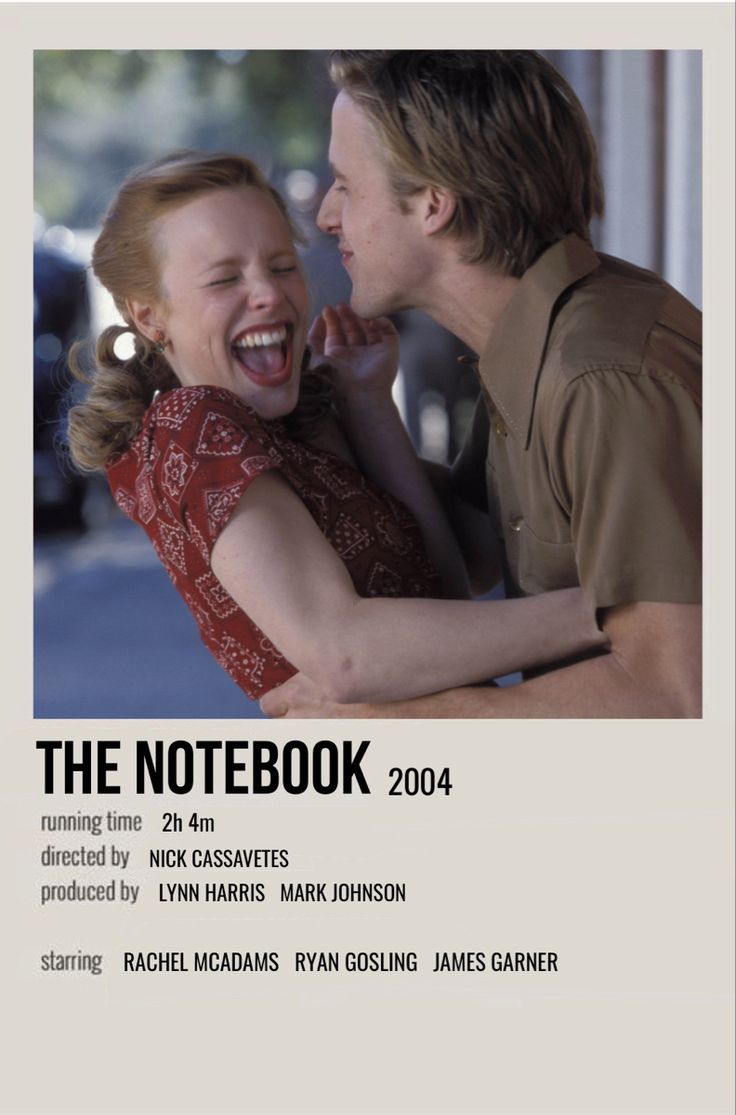 THE NOTEBOOK 2004
running time 2h 4m
directed by NICK CASSAVETES
produced by LYNN HARRIS MARK JOHNSON
starring RACHEL MCADAMS RYAN GOSLING JAMES GARNER